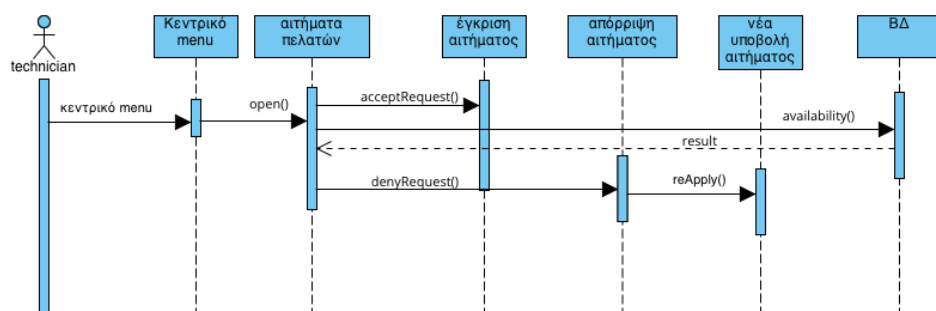 technician
Κεντρικό
menu
αιτήματα
πελατών
έγκριση
αιτήματος
απόρριψη
αιτήματος
νέα
υποβολή
αιτήματος
ΒΔ
κεντρικό menu
open()
acceptRequest()
availability()
result
denyRequest()
reApply()